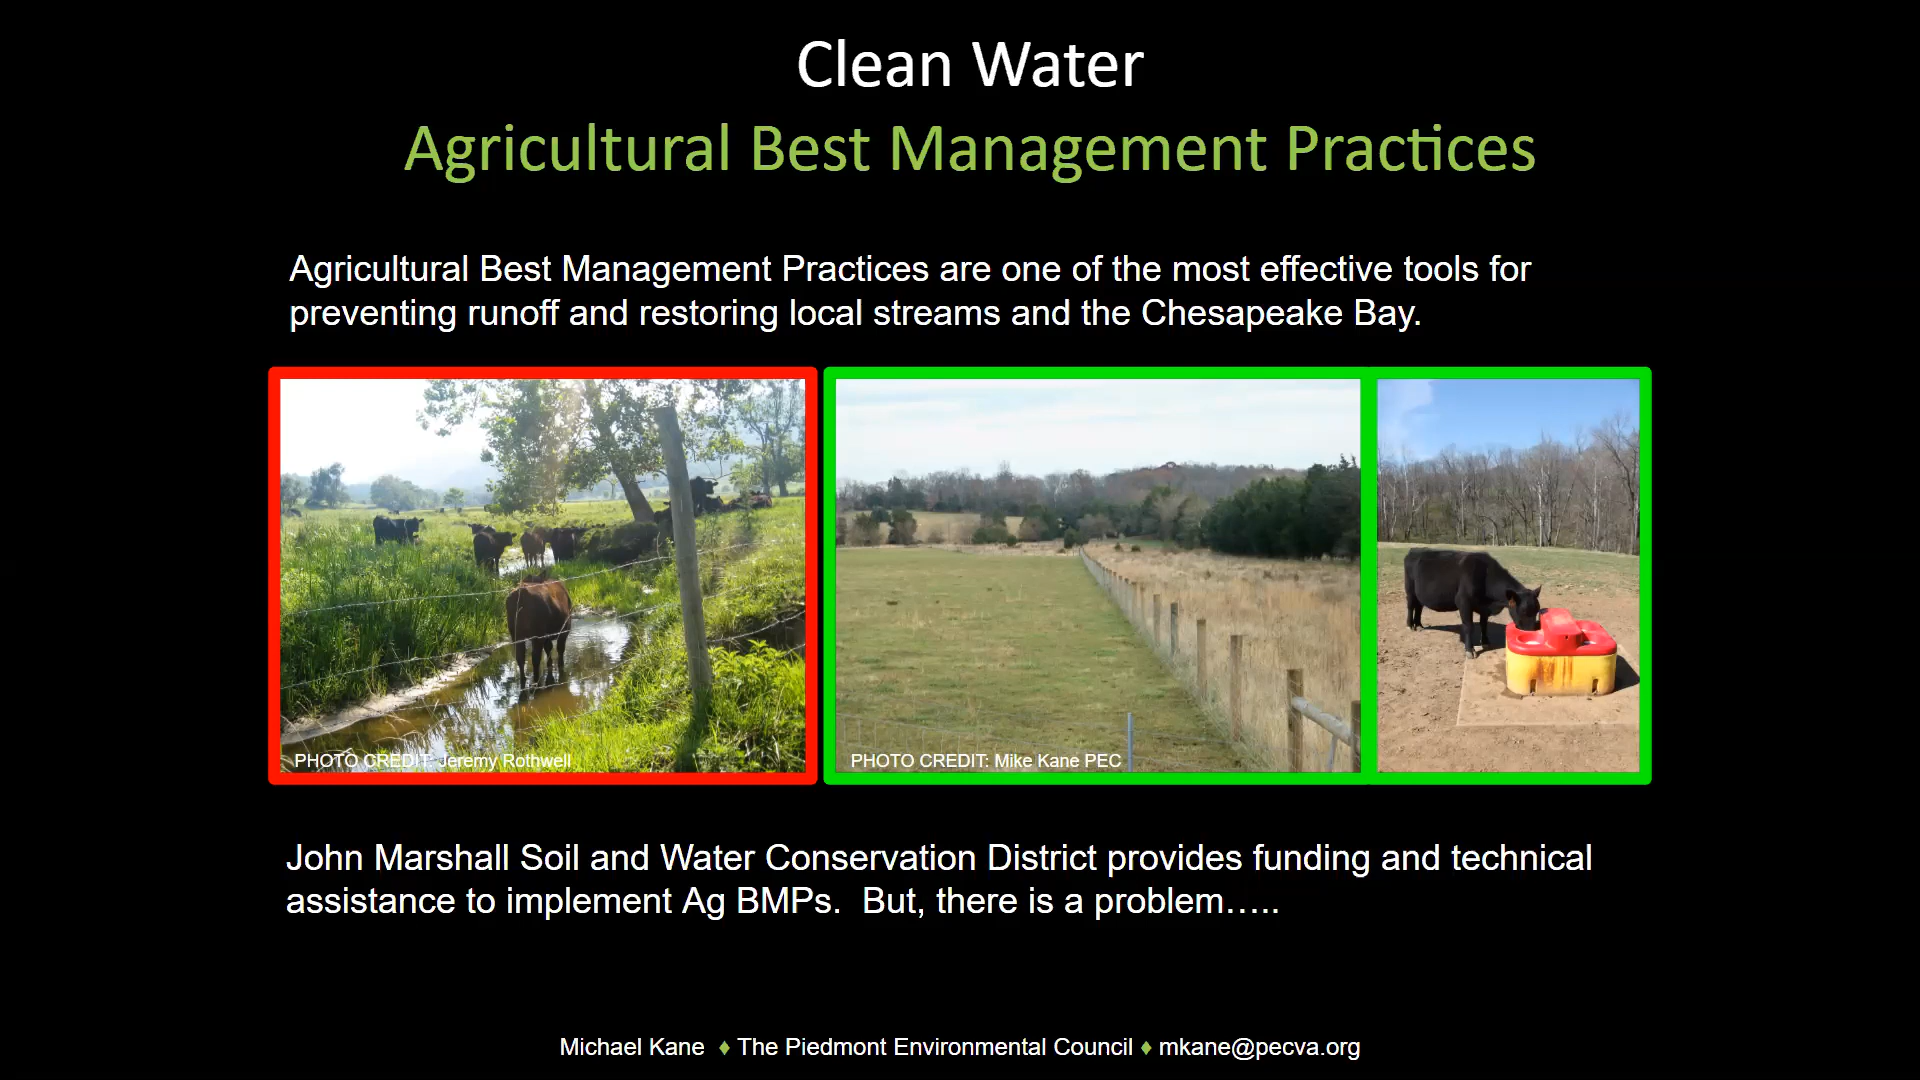 Clean Water
Agricultural Best Management Practices
Agricultural Best Management Practices are one of the most effective tools for
preventing runoff and restoring local streams and the Chesapeake Bay.
PHOTO CREDIT: Jeremy Rothwell
PHOTO CREDIT: Mike Kane PEC
John Marshall Soil and Water Conservation District provides funding and technical
assistance to implement Ag BMPs.  But, there is a problem…..
Michael Kane ♦ The Piedmont Environmental Council ♦ mkane@pecva.org